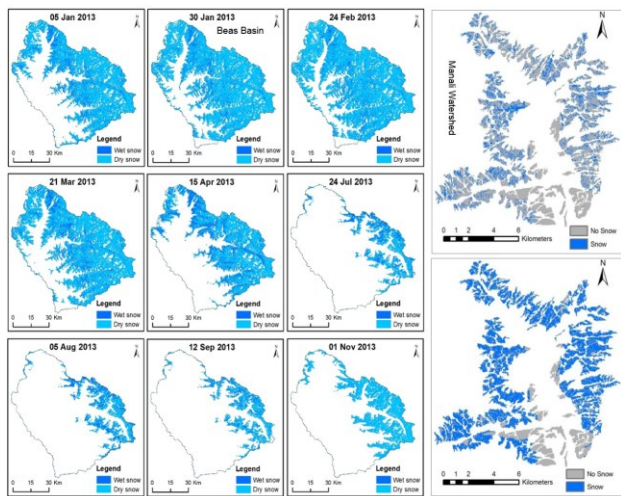 05 Jan 2013
N
Legend
Wet snow
Dry snow
0 15 30 Km
30 Jan 2013
Beas Basin
N
Legend
Wet snow
Dry snow
0 15 30 Km
24 Feb 2013
N
Legend
Wet snow
Dry snow
0 15 30 Km
21 Mar 2013
N
Legend
Wet snow
Dry snow
0 15 30 Km
15 Apr 2013
N
Legend
Wet snow
Dry snow
0 15 30 Km
24 Jul 2013
N
Legend
Wet snow
Dry snow
0 15 30 Km
05 Aug 2013
N
Legend
Wet snow
Dry snow
0 15 30 Km
12 Sep 2013
N
Legend
Wet snow
Dry snow
0 15 30 Km
01 Nov 2013
N
Legend
Wet snow
Dry snow
0 15 30 Km
Manali Watershed
N
0 1 2 4 6
Kilometers
No Snow
Snow
N
0 1 2 4 6
Kilometers
No Snow
Snow